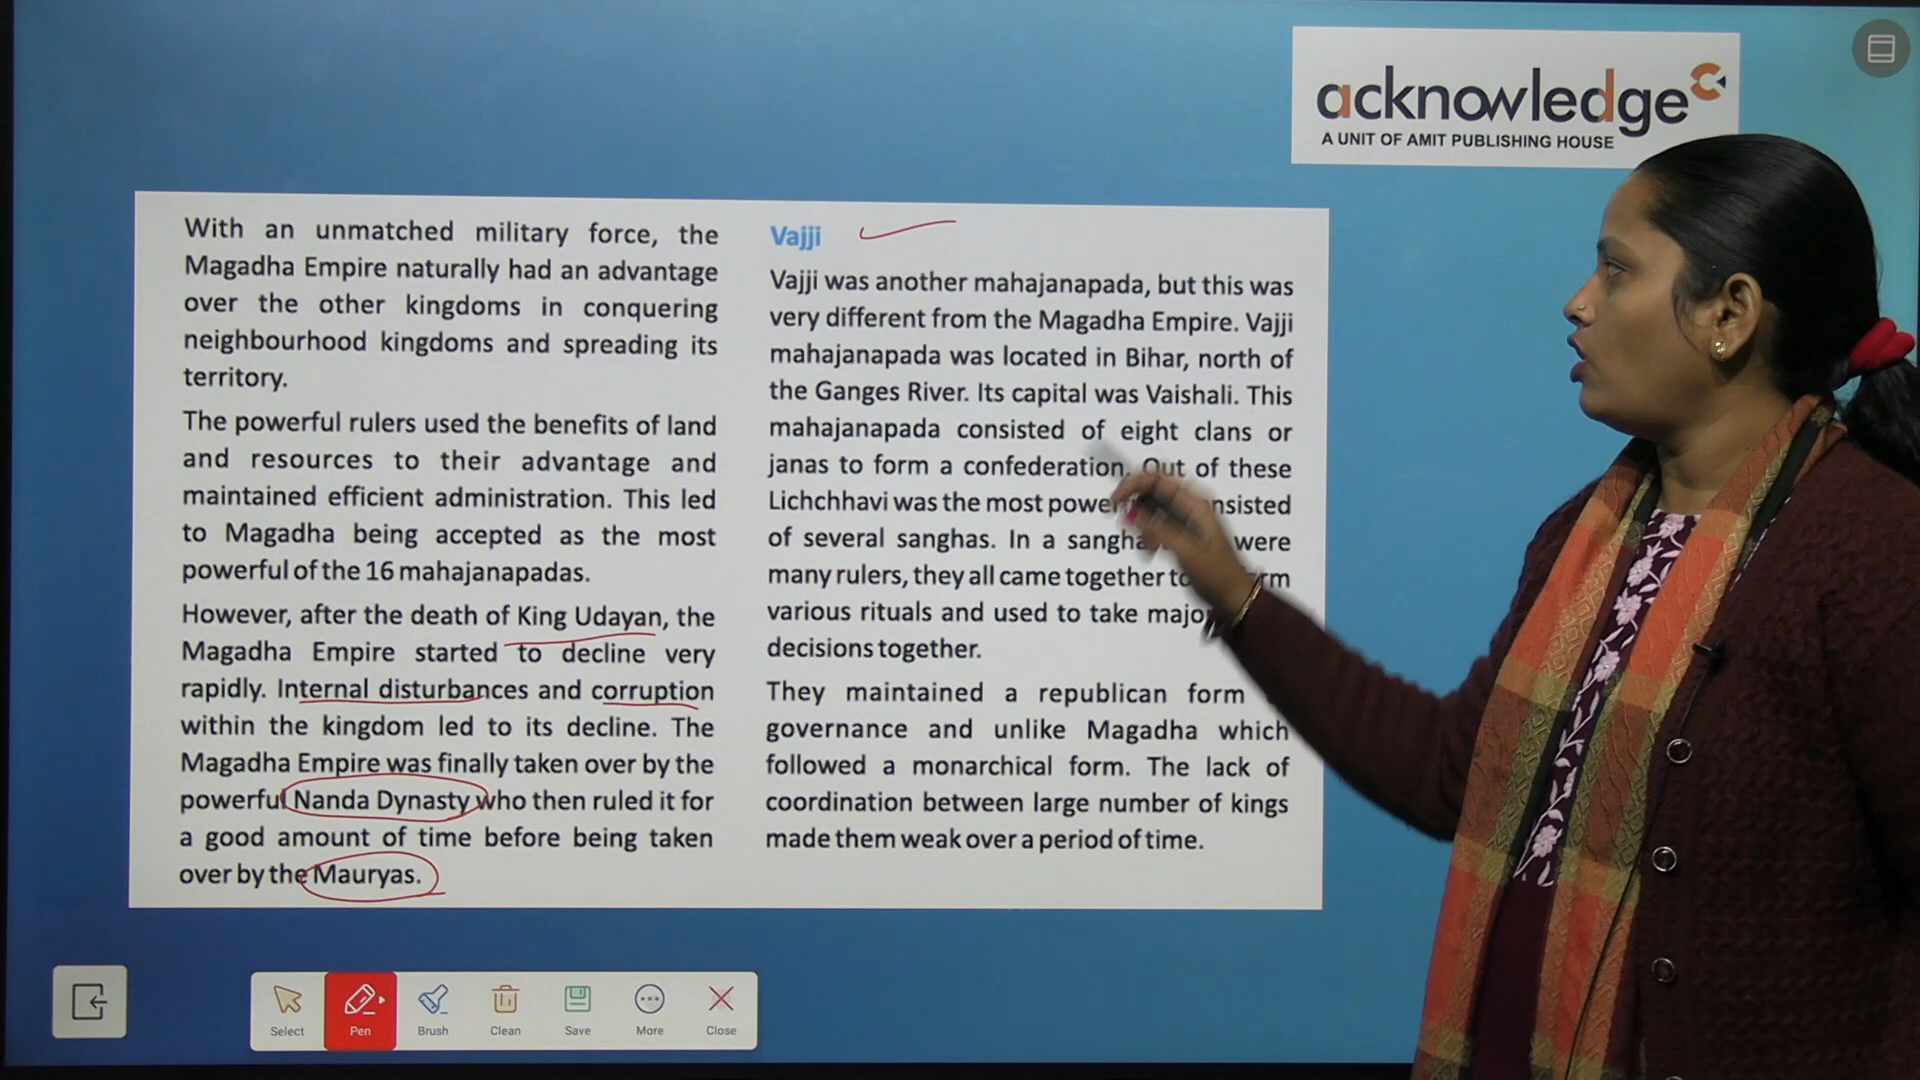 acknowledge
A UNIT OF AMIT PUBLISHING HOUSE
With an unmatched military force, the
Magadha Empire naturally had an advantage
over the other kingdoms in conquering
neighbourhood kingdoms and spreading its
territory.
The powerful rulers used the benefits of land
and resources to their advantage and
maintained efficient administration. This led
to Magadha being accepted as the most
powerful of the 16 mahajanapadas.
However, after the death of King Udayan, the
Magadha Empire started to decline very
rapidly. Internal disturbances and corruption
within the kingdom led to its decline. The
Magadha Empire was finally taken over by the
powerful Nanda Dynasty who then ruled it for
a good amount of time before being taken
over by the Mauryas.
Vajji
Vajji was another mahajanapada, but this was
very different from the Magadha Empire. Vajji
mahajanapada was located in Bihar, north of
the Ganges River. Its capital was Vaishali. This
mahajanapada consisted of eight clans or
janas to form a confederation. Out of these
Lichchhavi was the most
of several sanghas. In a sangha were
many rulers, they all came together to
various rituals and used to take major
decisions together.
They maintained a republican form
governance and unlike Magadha which
followed a monarchical form. The lack of
coordination between large number of kings
made them weak over a period of time.
Select Pen Brush Clean Save More Close